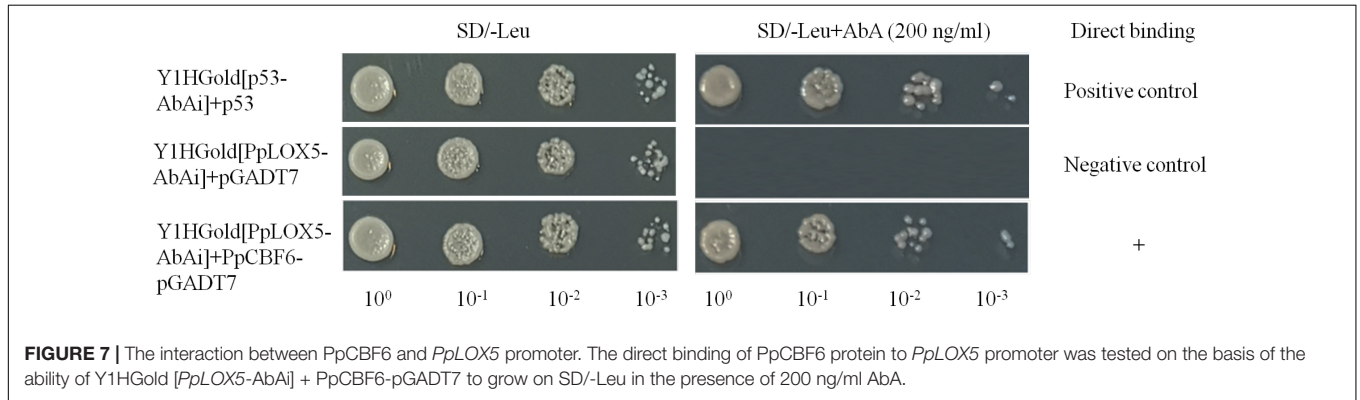 SD/-Leu SD/-Leu+AbA (200 ng/ml) Direct binding
Y1HGold[p53-
AbAi]+p53
Positive control
Y1HGold[PpLOX5-
AbAi]+pGADT7
Negative control
Y1HGold[PpLOX5-
AbAi]+PpCBF6-
pGADT7
+
10⁰ 10⁻¹ 10⁻² 10⁻³ 10⁰ 10⁻¹ 10⁻² 10⁻³
FIGURE 7 | The interaction between PpCBF6 and PpLOX5 promoter. The direct binding of PpCBF6 protein to PpLOX5 promoter was tested on the basis of the
ability of Y1HGold [PpLOX5-AbAi] + PpCBF6-pGADT7 to grow on SD/-Leu in the presence of 200 ng/ml AbA.